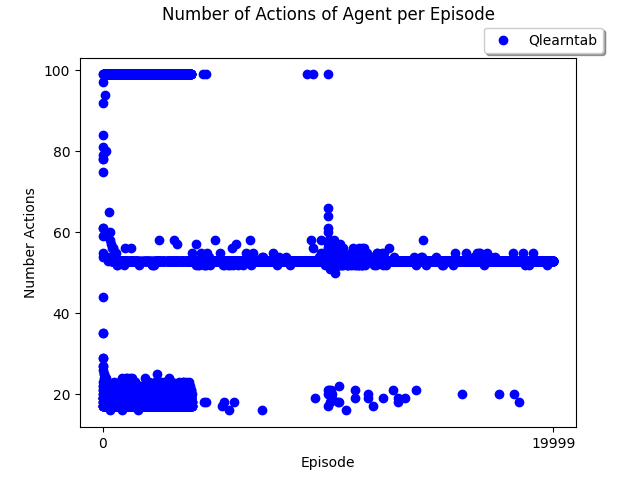 Number of Actions of Agent per Episode
Qlearntab
100
80
60
40
20
Number Actions
0
19999
Episode